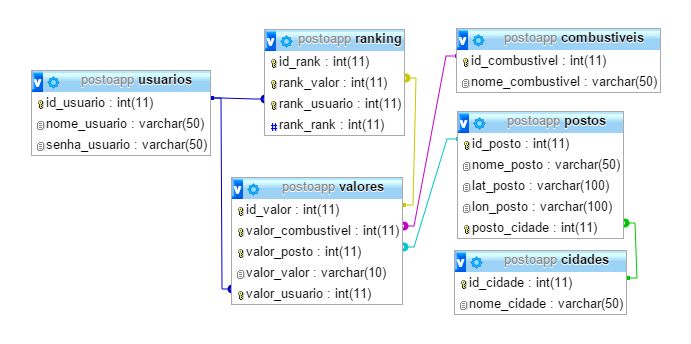 postoapp usuarios
id_usuario : int(11)
nome_usuario : varchar(50)
senha_usuario : varchar(50)
postoapp ranking
id_rank : int(11)
rank_valor : int(11)
rank_usuario : int(11)
# rank_rank : int(11)
postoapp valores
id_valor : int(11)
valor_combustivel : int(11)
valor_posto : int(11)
valor_valor : varchar(10)
valor_usuario : int(11)
postoapp combustiveis
id_combustivel : int(11)
nome_combustivel : varchar(50)
postoapp postos
id_posto : int(11)
nome_posto : varchar(50)
lat_posto : varchar(100)
lon_posto : varchar(100)
posto_cidade : int(11)
postoapp cidades
id_cidade : int(11)
nome_cidade : varchar(50)